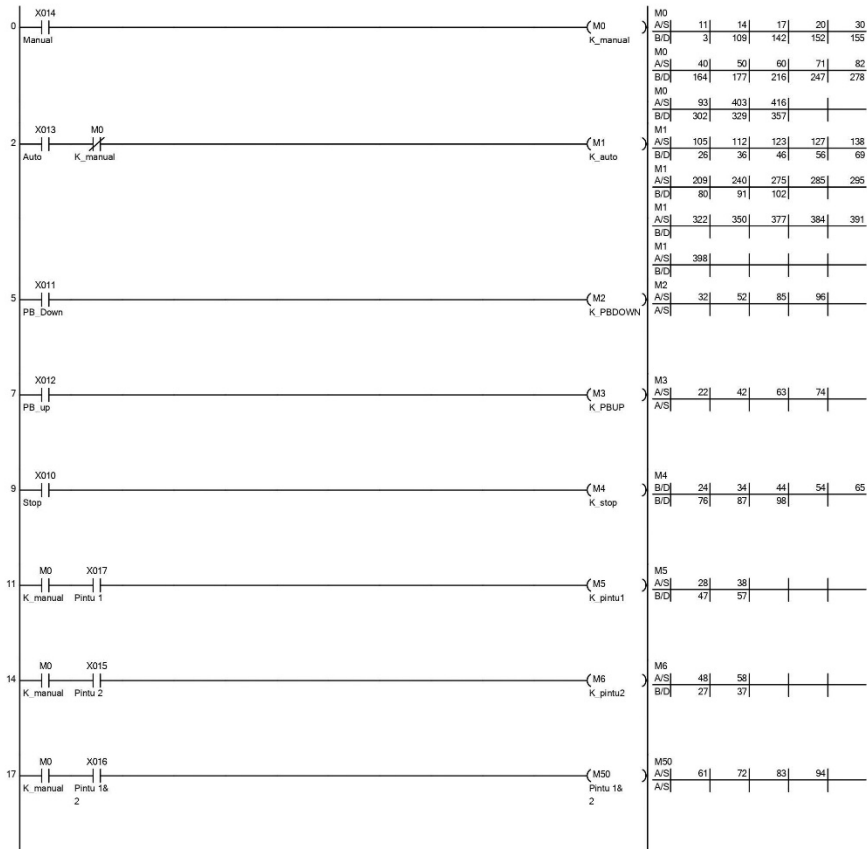 X014
0
Manual
M0
K_manual
M0
A/S 11 14 17 20 30
B/D 3 109 142 152 155
M0
A/S 40 50 60 71 82
B/D 164 177 216 247 278
M0
A/S 93 403 416
B/D 302 329 357
X013 M0
2
Auto K_manual
M1
K_auto
M1
A/S 105 112 123 127 138
B/D 26 36 46 56 69
M1
A/S 209 240 275 285 295
B/D 80 91 102
M1
A/S 322 350 377 384 391
B/D
M1
A/S 398
B/D
X011
5
PB_Down
M2
K_PBDOWN
M2
A/S 32 52 85 96
A/S
X012
7
PB_up
M3
K_PBUP
M3
A/S 22 42 63 74
A/S
X010
9
Stop
M4
K_stop
M4
B/D 24 34 44 54 65
B/D 76 87 98
M0 X017
11
K_manual Pintu 1
M5
K_pintu1
M5
A/S 28 38
B/D 47 57
M0 X015
14
K_manual Pintu 2
M6
K_pintu2
M6
A/S 48 58
B/D 27 37
M0 X016
17
K_manual Pintu 1&
2
M50
Pintu 1&
2
M50
A/S 61 72 83 94
A/S